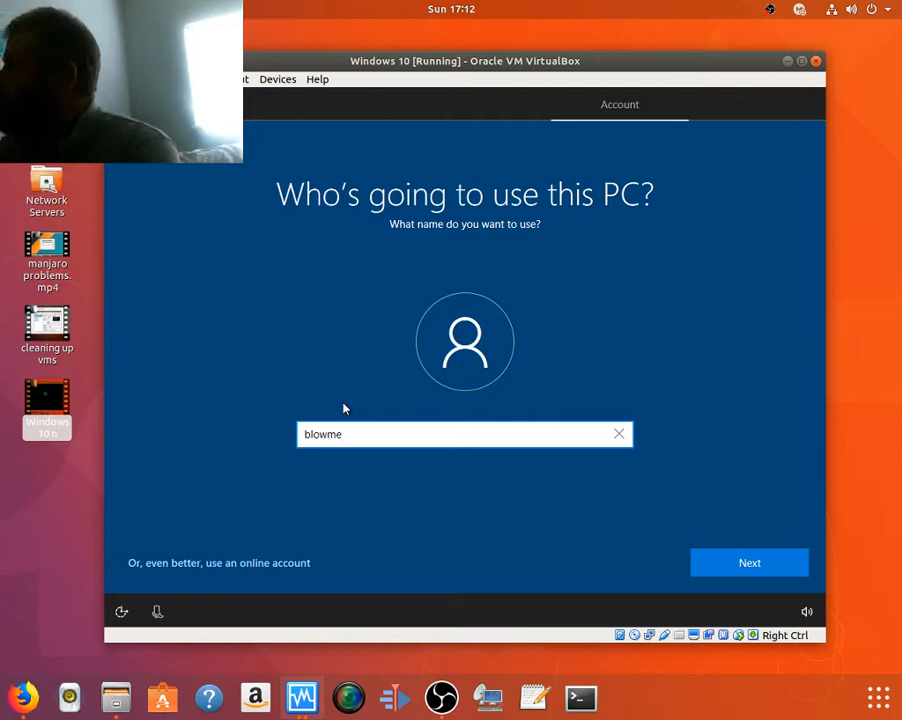 Sun 17:12
Windows 10 [Running] - Oracle VM VirtualBox
Devices Help
Account
Who's going to use this PC?
What name do you want to use?
blowme
Or, even better, use an online account
Next
Right Ctrl
Network
Servers
manjaro
problems.
mp4
cleaning up
vms
Windows
10 n